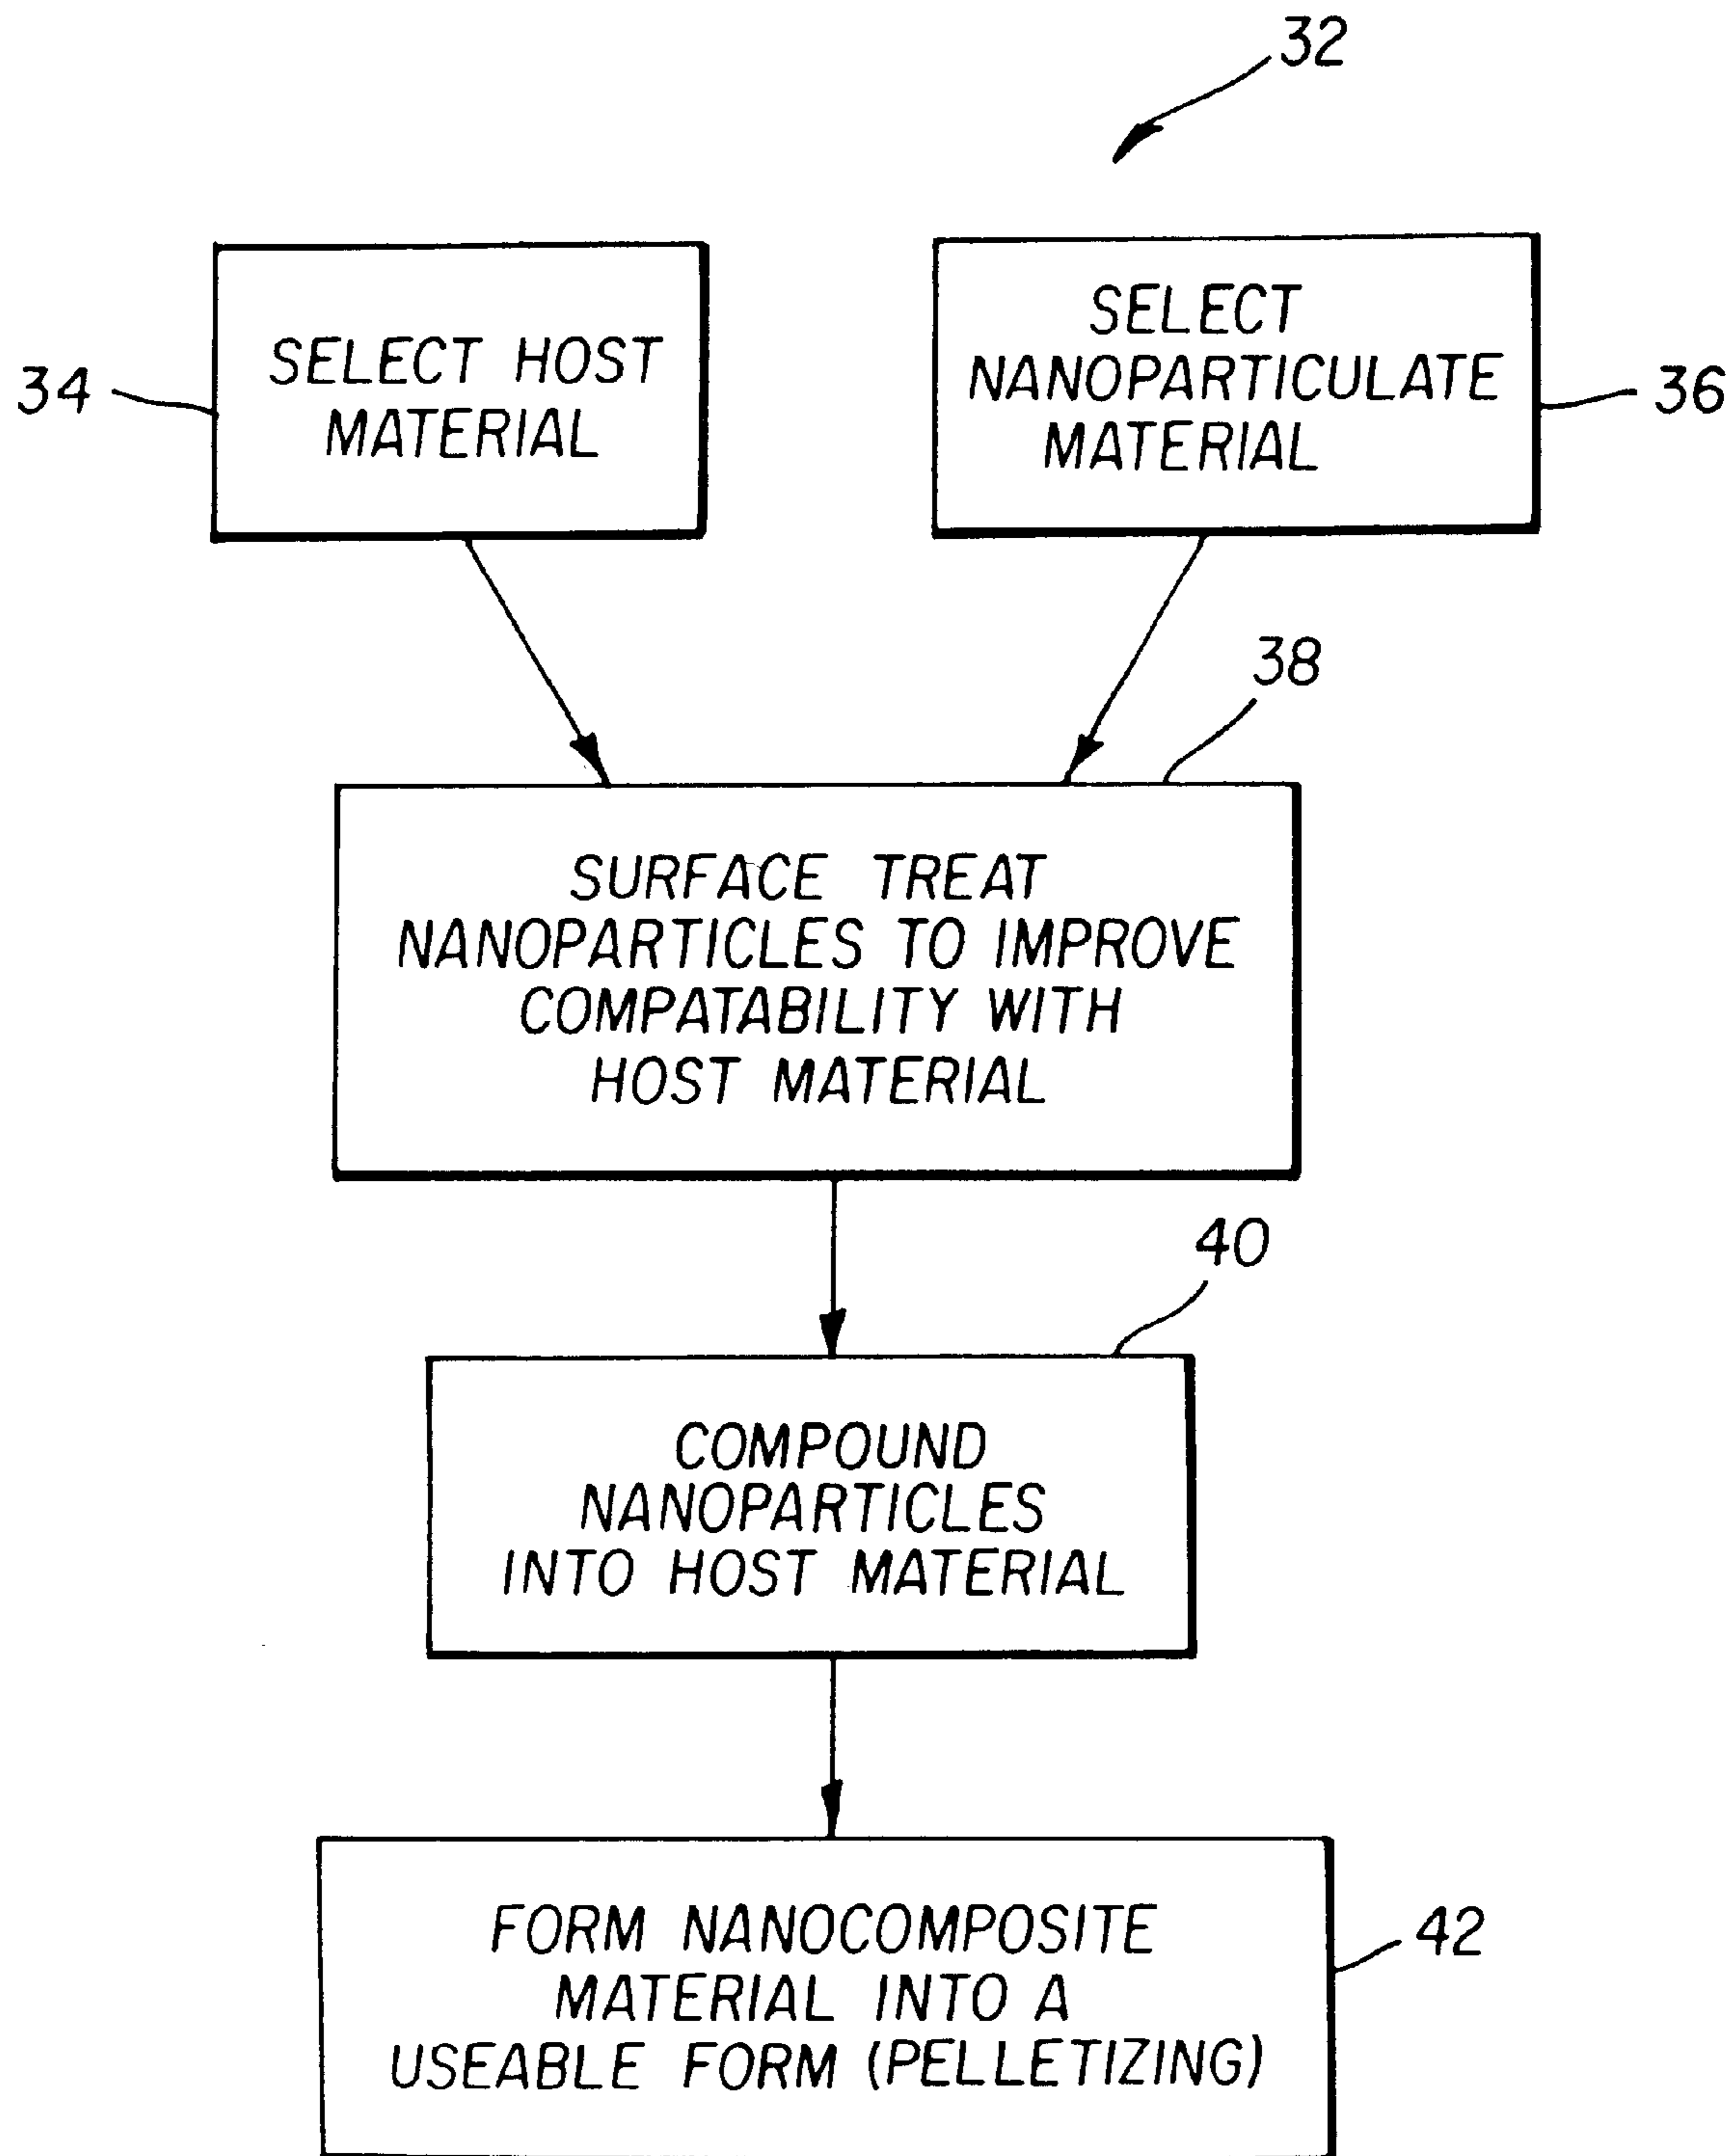 32
SELECT HOST
MATERIAL
34
SELECT
NANOPARTICULATE
MATERIAL
36
38
SURFACE TREAT
NANOPARTICLES TO IMPROVE
COMPATABILITY WITH
HOST MATERIAL
40
COMPOUND
NANOPARTICLES
INTO HOST MATERIAL
FORM NANOCOMPOSITE
MATERIAL INTO A
USEABLE FORM (PELLETIZING)
42